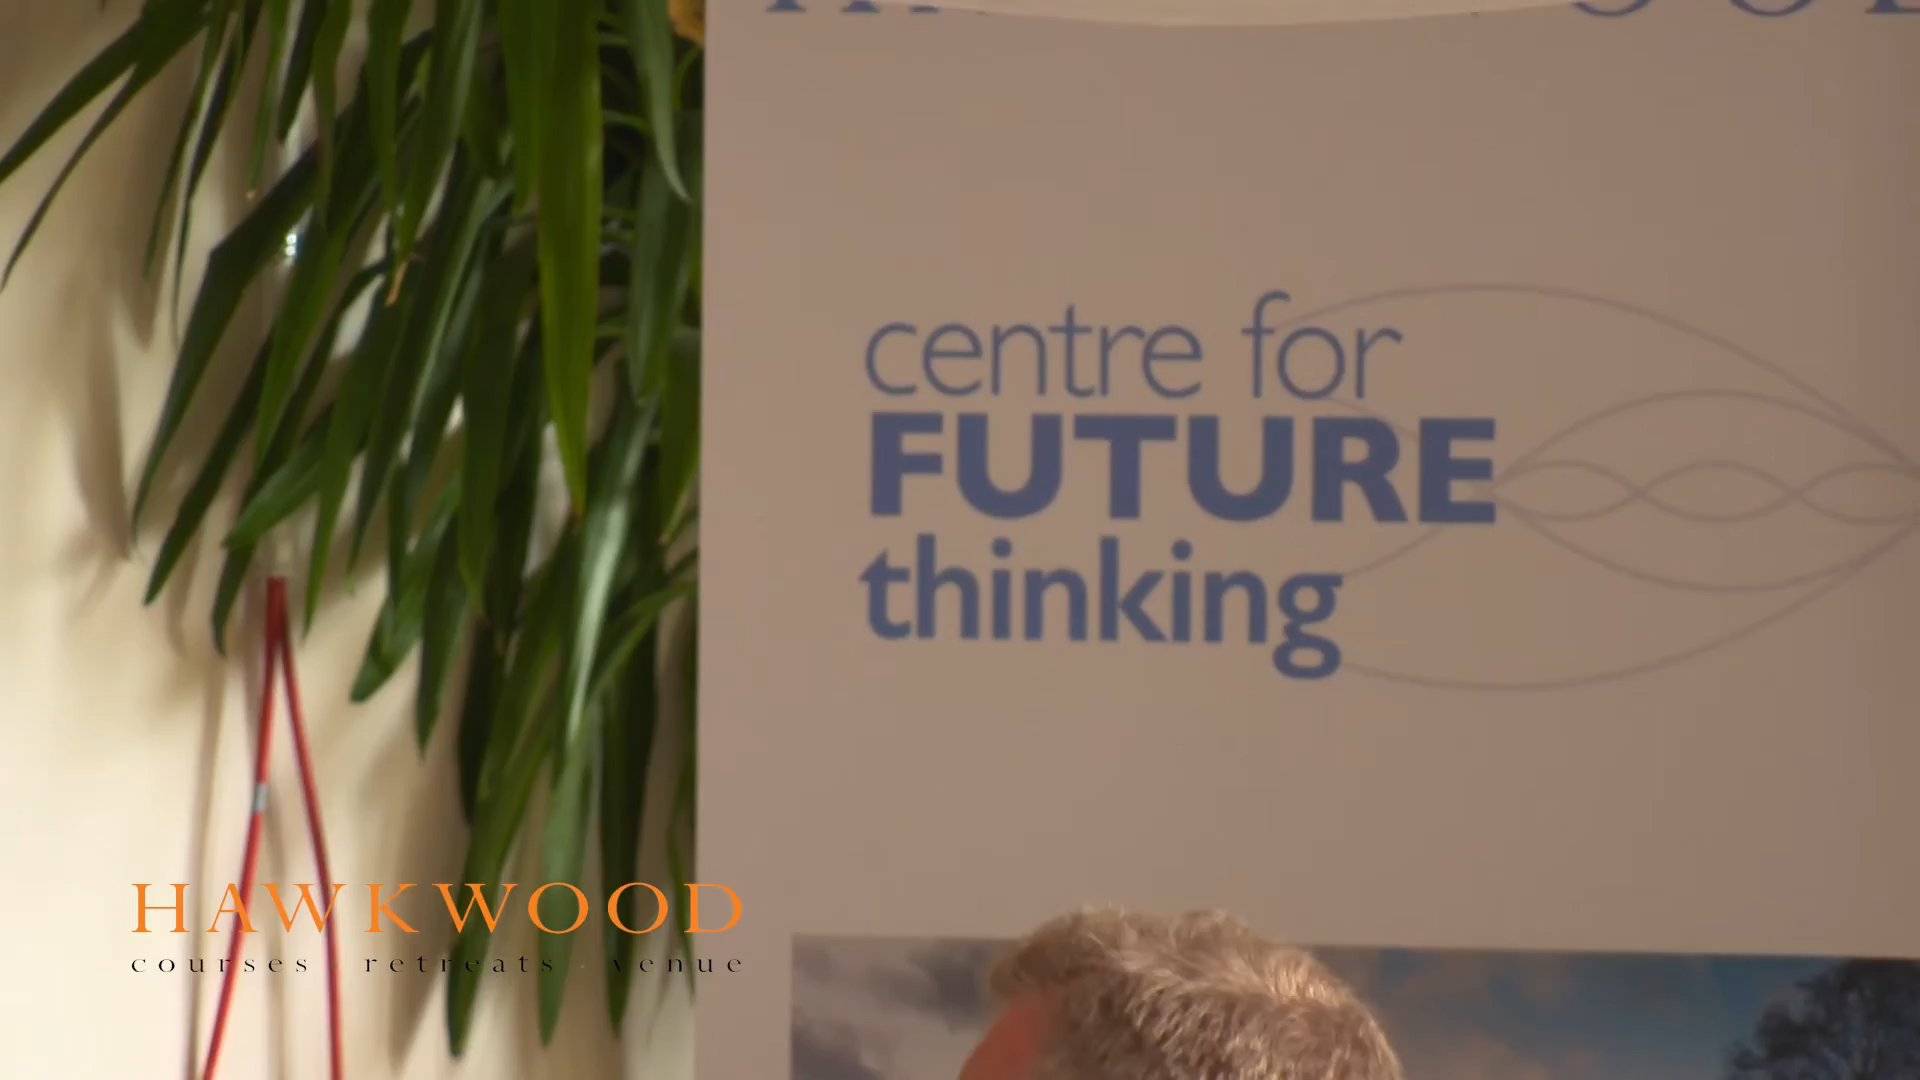 centre for
FUTURE
thinking
HAWKWOOD
courses retreats venue